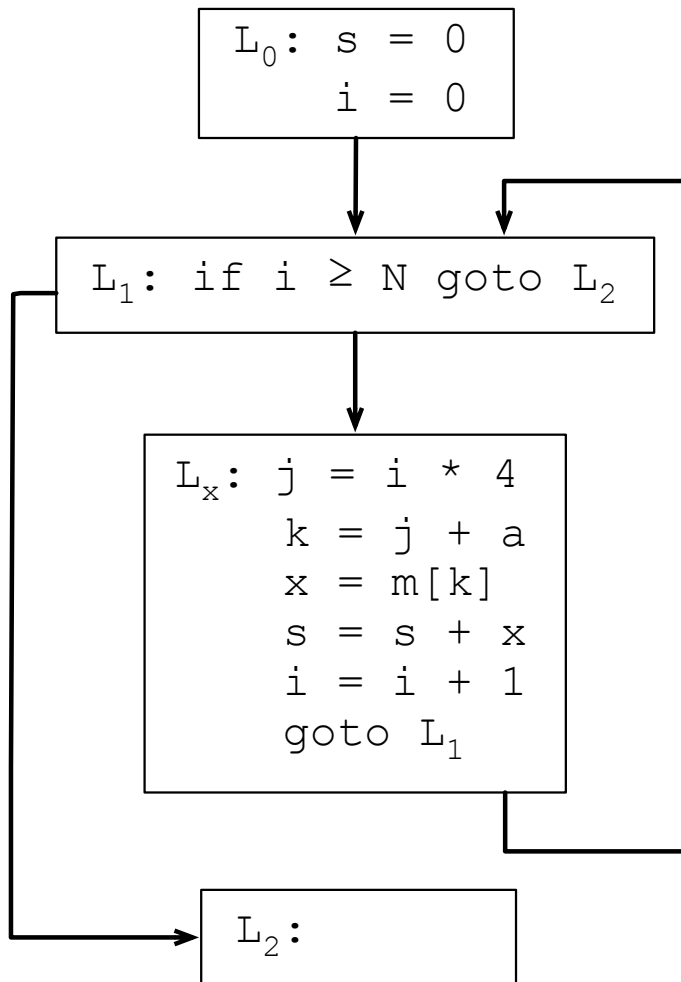 L₀: s = 0
i = 0
L₁: if i ≥ N goto L₂
Lₓ: j = i * 4
k = j + a
x = m[k]
s = s + x
i = i + 1
goto L₁
L₂: